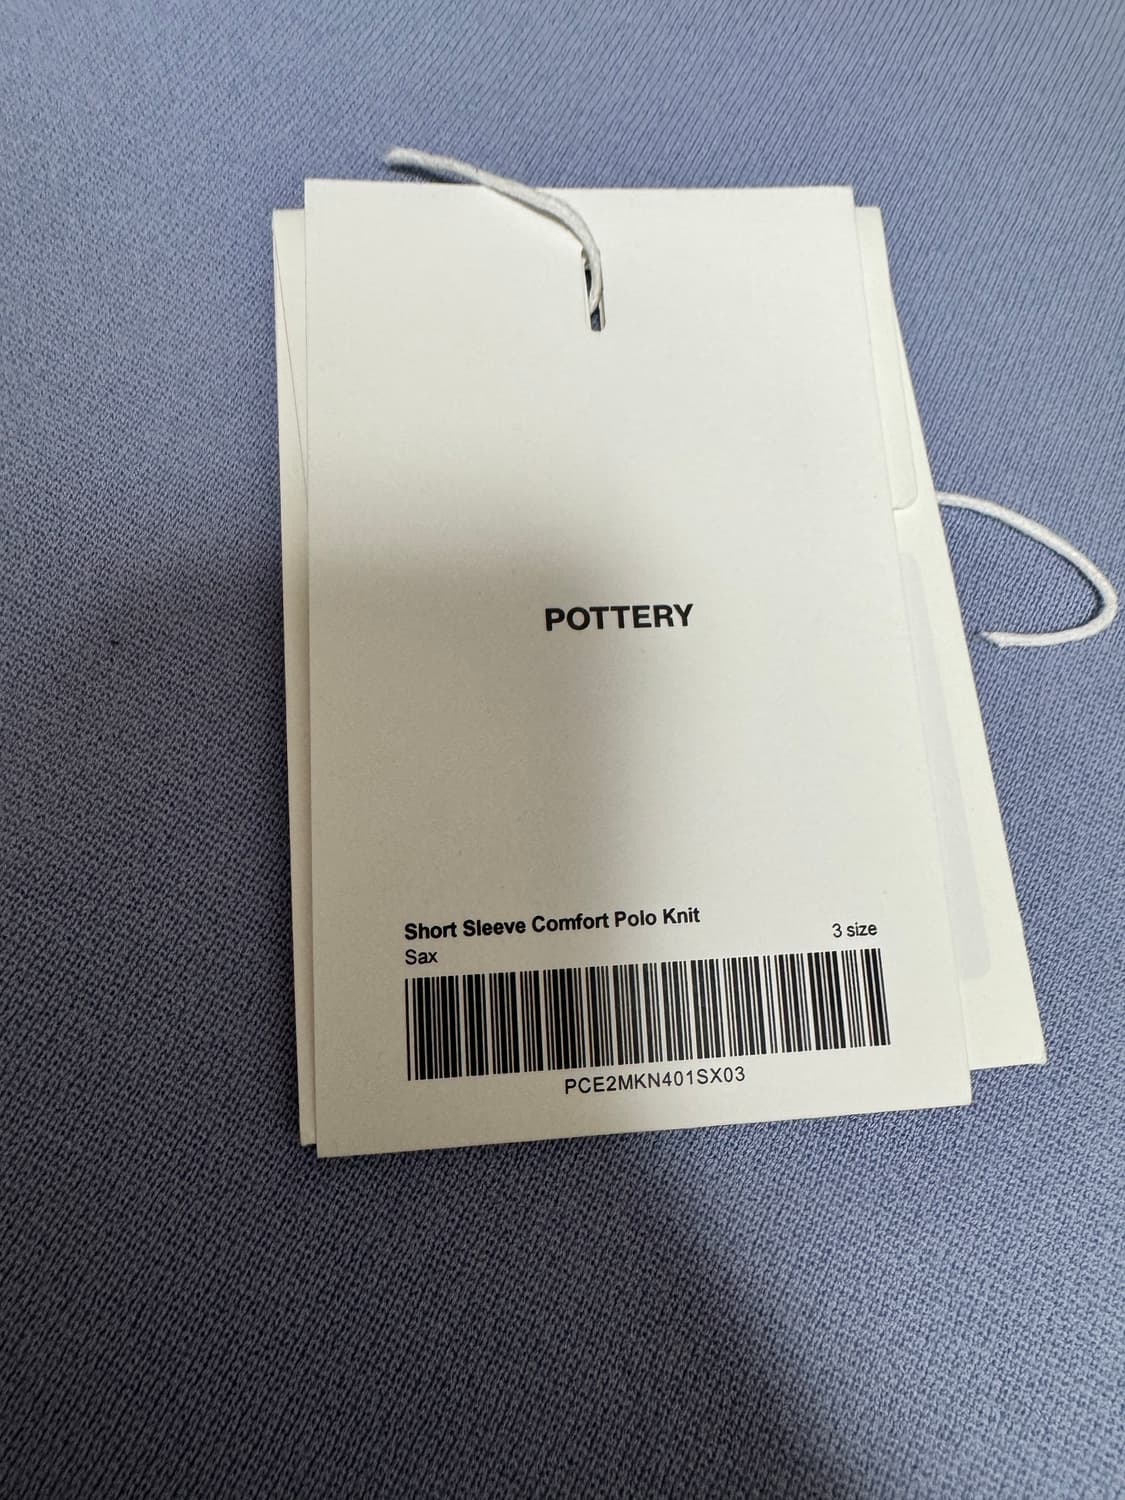 POTTERY
Short Sleeve Comfort Polo Knit
3 size
Sax
PCE2MKN401SX03